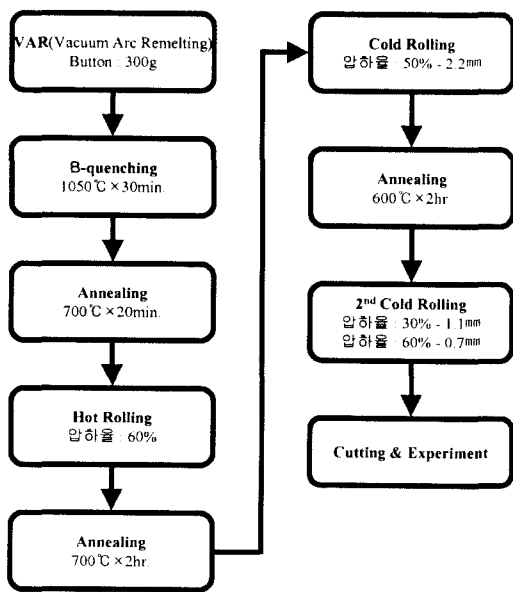 VAR(Vacuum Arc Remelting)
Button : 300g
B-quenching
1050℃×30min.
Annealing
700℃×20min.
Hot Rolling
압하율 : 60%
Annealing
700℃×2hr.
Cold Rolling
압하율 : 50% - 2.2㎜
Annealing
600℃×2hr
2nd Cold Rolling
압하율 : 30% - 1.1㎜
압하율 : 60% - 0.7㎜
Cutting & Experiment